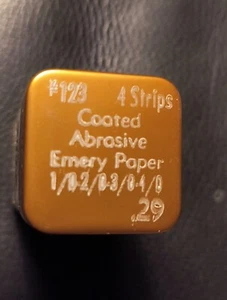 #123 4 Strips
Coated
Abrasive
Emery Paper
1/0-2/0-3/0-4/0
29